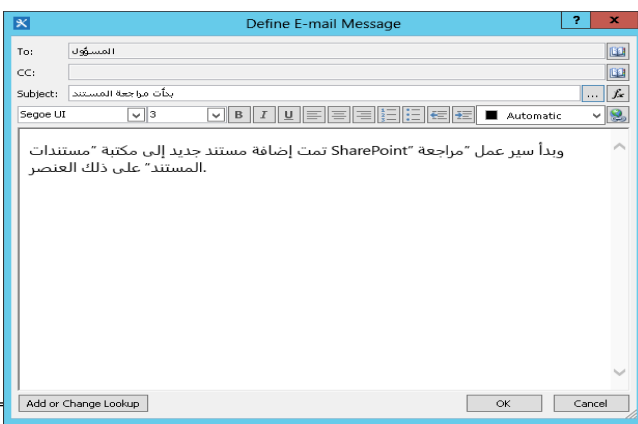 Define E-mail Message
?
x
To:
المسؤول
CC:
Subject:
بدأت مراجعة المستند
...
fx
Segoe UI
3
B
I
U
Automatic
وبدأ سير عمل "مراجعة "SharePoint تمت إضافة مستند جديد إلى مكتبة "مستندات
المستند" على ذلك العنصر.
Add or Change Lookup
OK
Cancel